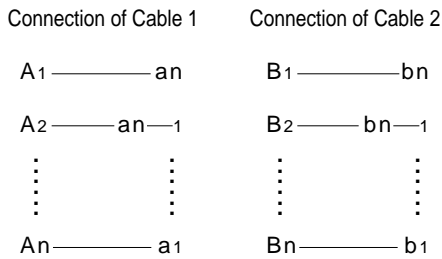 Connection of Cable 1 Connection of Cable 2
A1 an B1 bn
A2 an—1 B2 bn—1
An a1 Bn b1